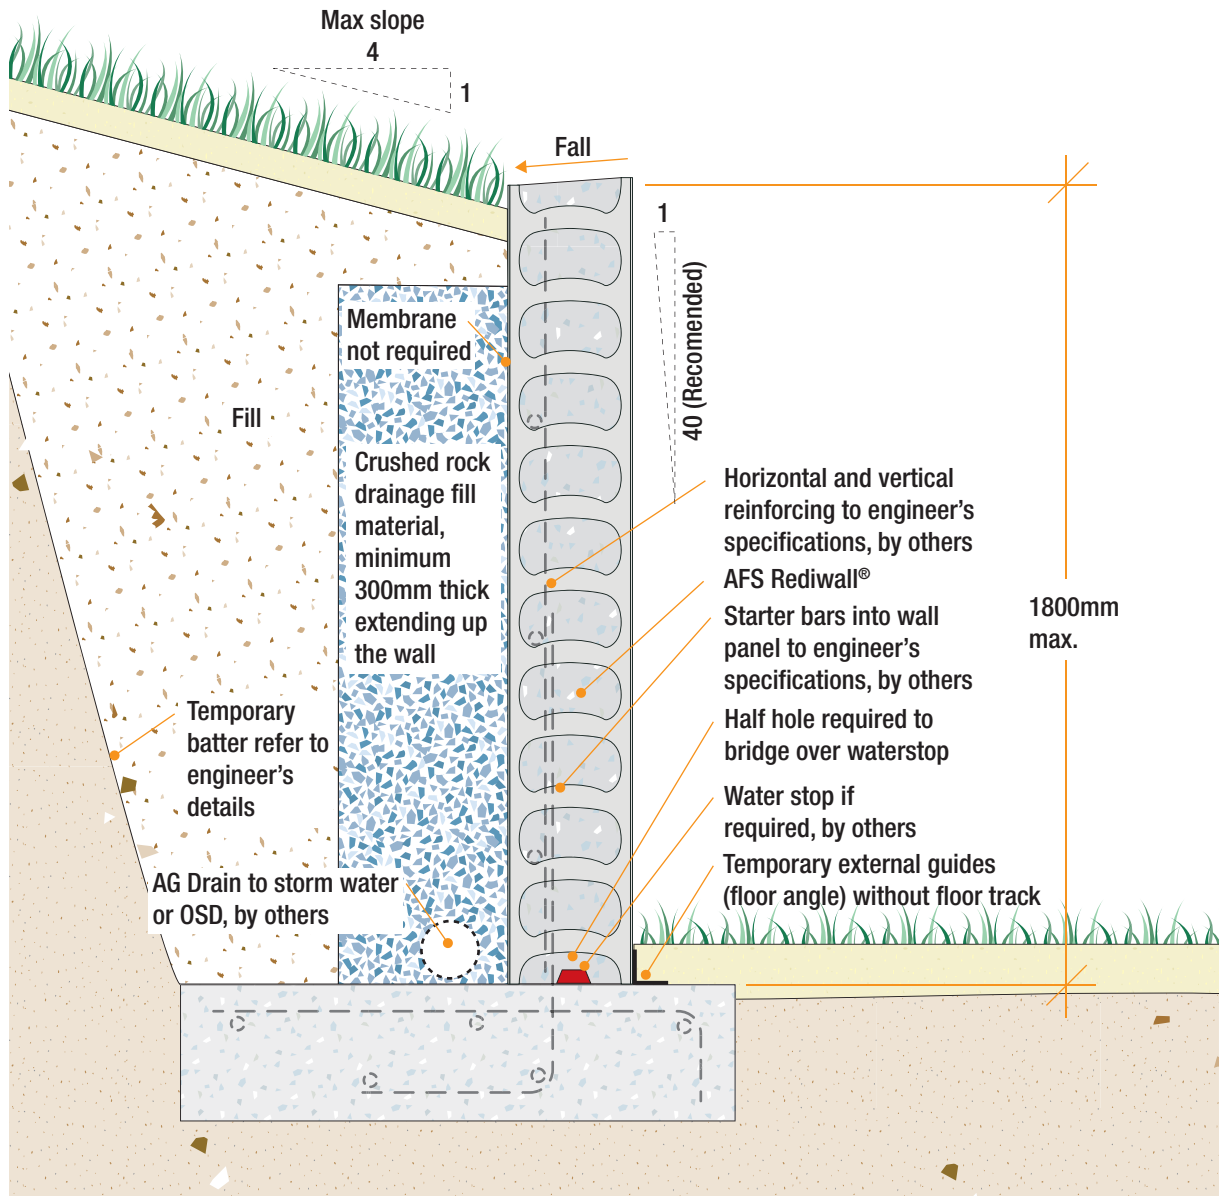 Max slope
4
1
Fall
1
40 (Recomended)
Membrane
not required
Fill
Crushed rock
drainage fill
material,
minimum
300mm thick
extending up
the wall
Horizontal and vertical
reinforcing to engineer's
specifications, by others
AFS Rediwall®
Starter bars into wall
panel to engineer's
specifications, by others
1800mm
max.
Half hole required to
bridge over waterstop
Temporary
batter refer to
engineer's
details
Water stop if
required, by others
Temporary external guides
(floor angle) without floor track
AG Drain to storm water
or OSD, by others